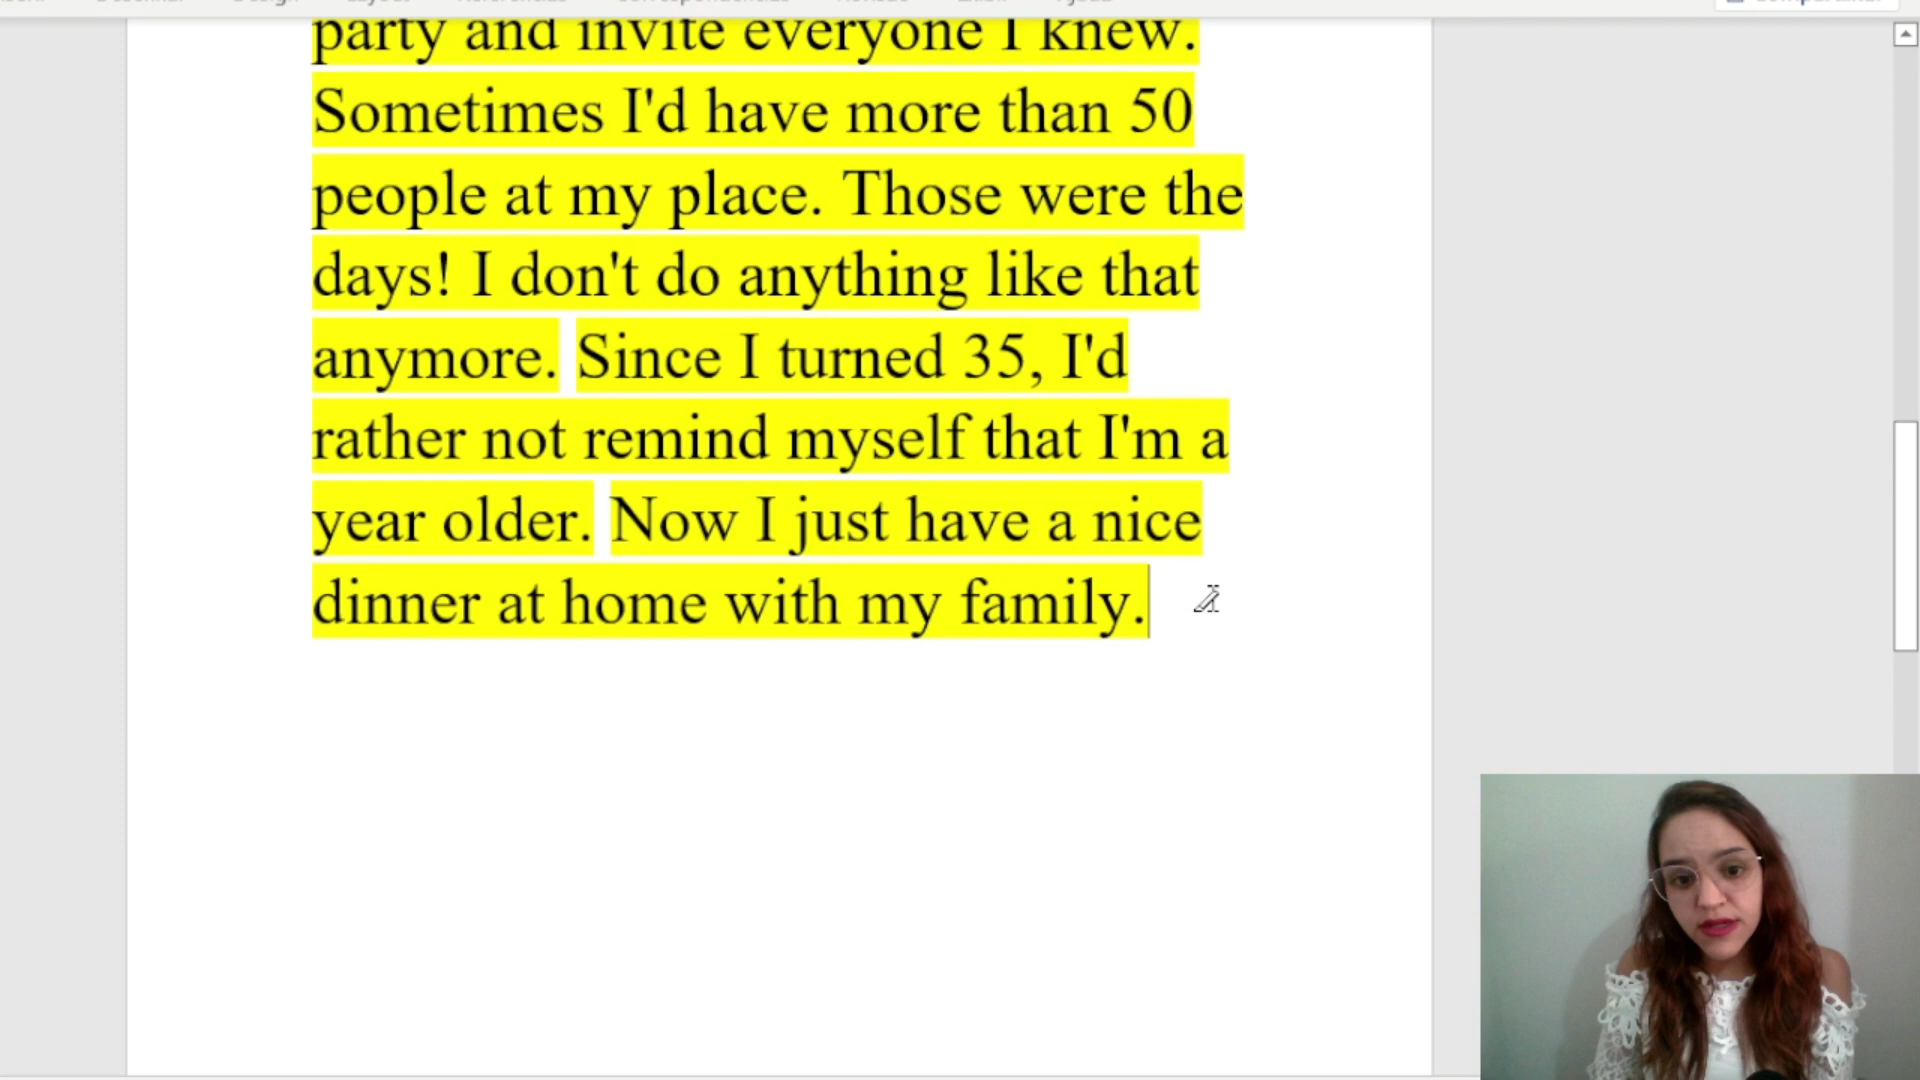 party and invite everyone I knew.
Sometimes I'd have more than 50
people at my place. Those were the
days! I don't do anything like that
anymore. Since I turned 35, I'd
rather not remind myself that I'm a
year older. Now I just have a nice
dinner at home with my family.